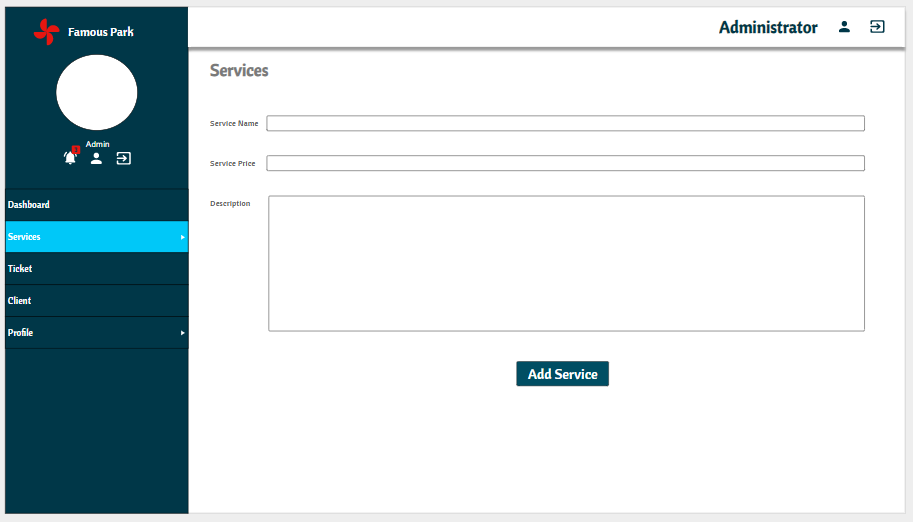 Famous Park
Admin
Dashboard
Services
Ticket
Client
Profile
Administrator
Services
Service Name
Service Price
Description
Add Service